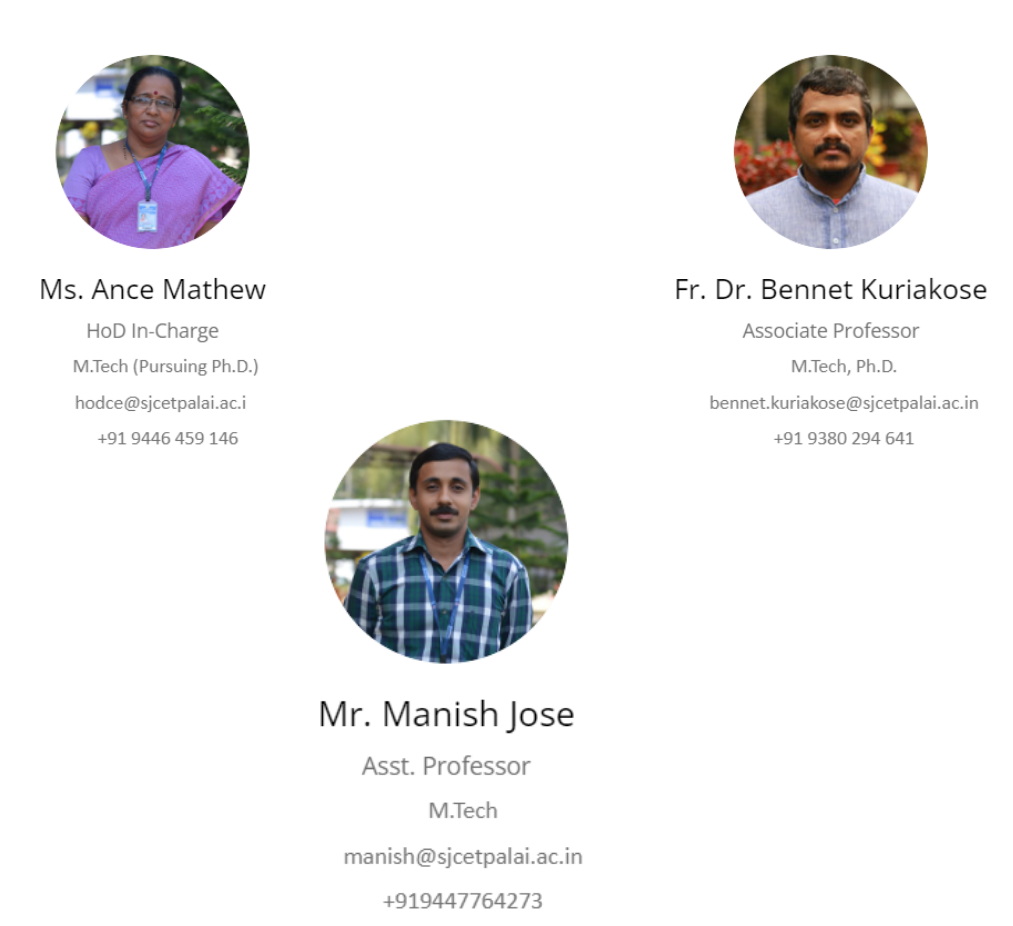 Ms. Ance Mathew
HoD In-Charge
M.Tech (Pursuing Ph.D.)
hodce@sjcetpalai.ac.i
+91 9446 459 146
Fr. Dr. Bennet Kuriakose
Associate Professor
M.Tech, Ph.D.
bennet.kuriakose@sjcetpalai.ac.in
+91 9380 294 641
Mr. Manish Jose
Asst. Professor
M.Tech
manish@sjcetpalai.ac.in
+919447764273